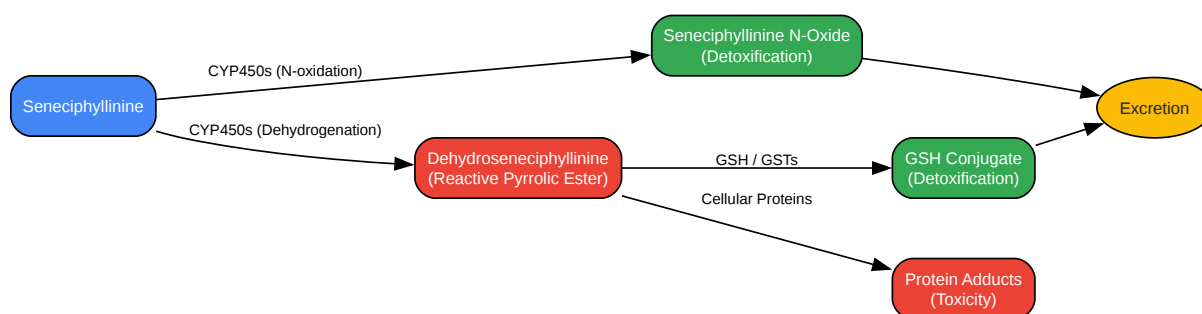 Seneciphyllinine
CYP450s (N-oxidation)
CYP450s (Dehydrogenation)
Seneciphyllinine N-Oxide
(Detoxification)
Dehydroseneciphyllinine
(Reactive Pyrrolic Ester)
GSH / GSTs
Cellular Proteins
GSH Conjugate
(Detoxification)
Protein Adducts
(Toxicity)
Excretion